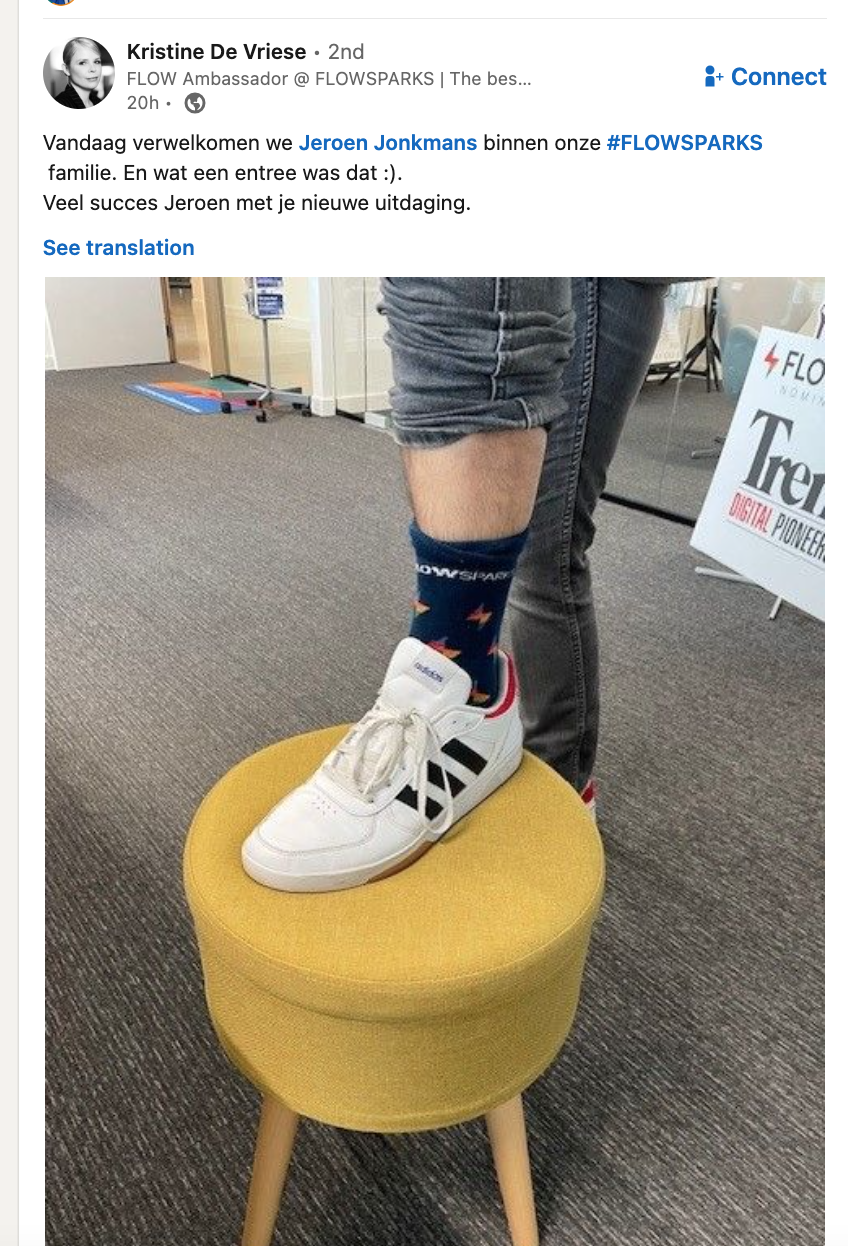 Kristine De Vriese • 2nd
FLOW Ambassador @ FLOWSPARKS | The bes...
20h •
Connect
Vandaag verwelkomen we Jeroen Jonkmans binnen onze #FLOWSPARKS
familie. En wat een entree was dat :).
Veel succes Jeroen met je nieuwe uitdaging.
See translation
FLO
NOMIN
Tren
DIGITAL PIONEER
OWSPARK
adidas